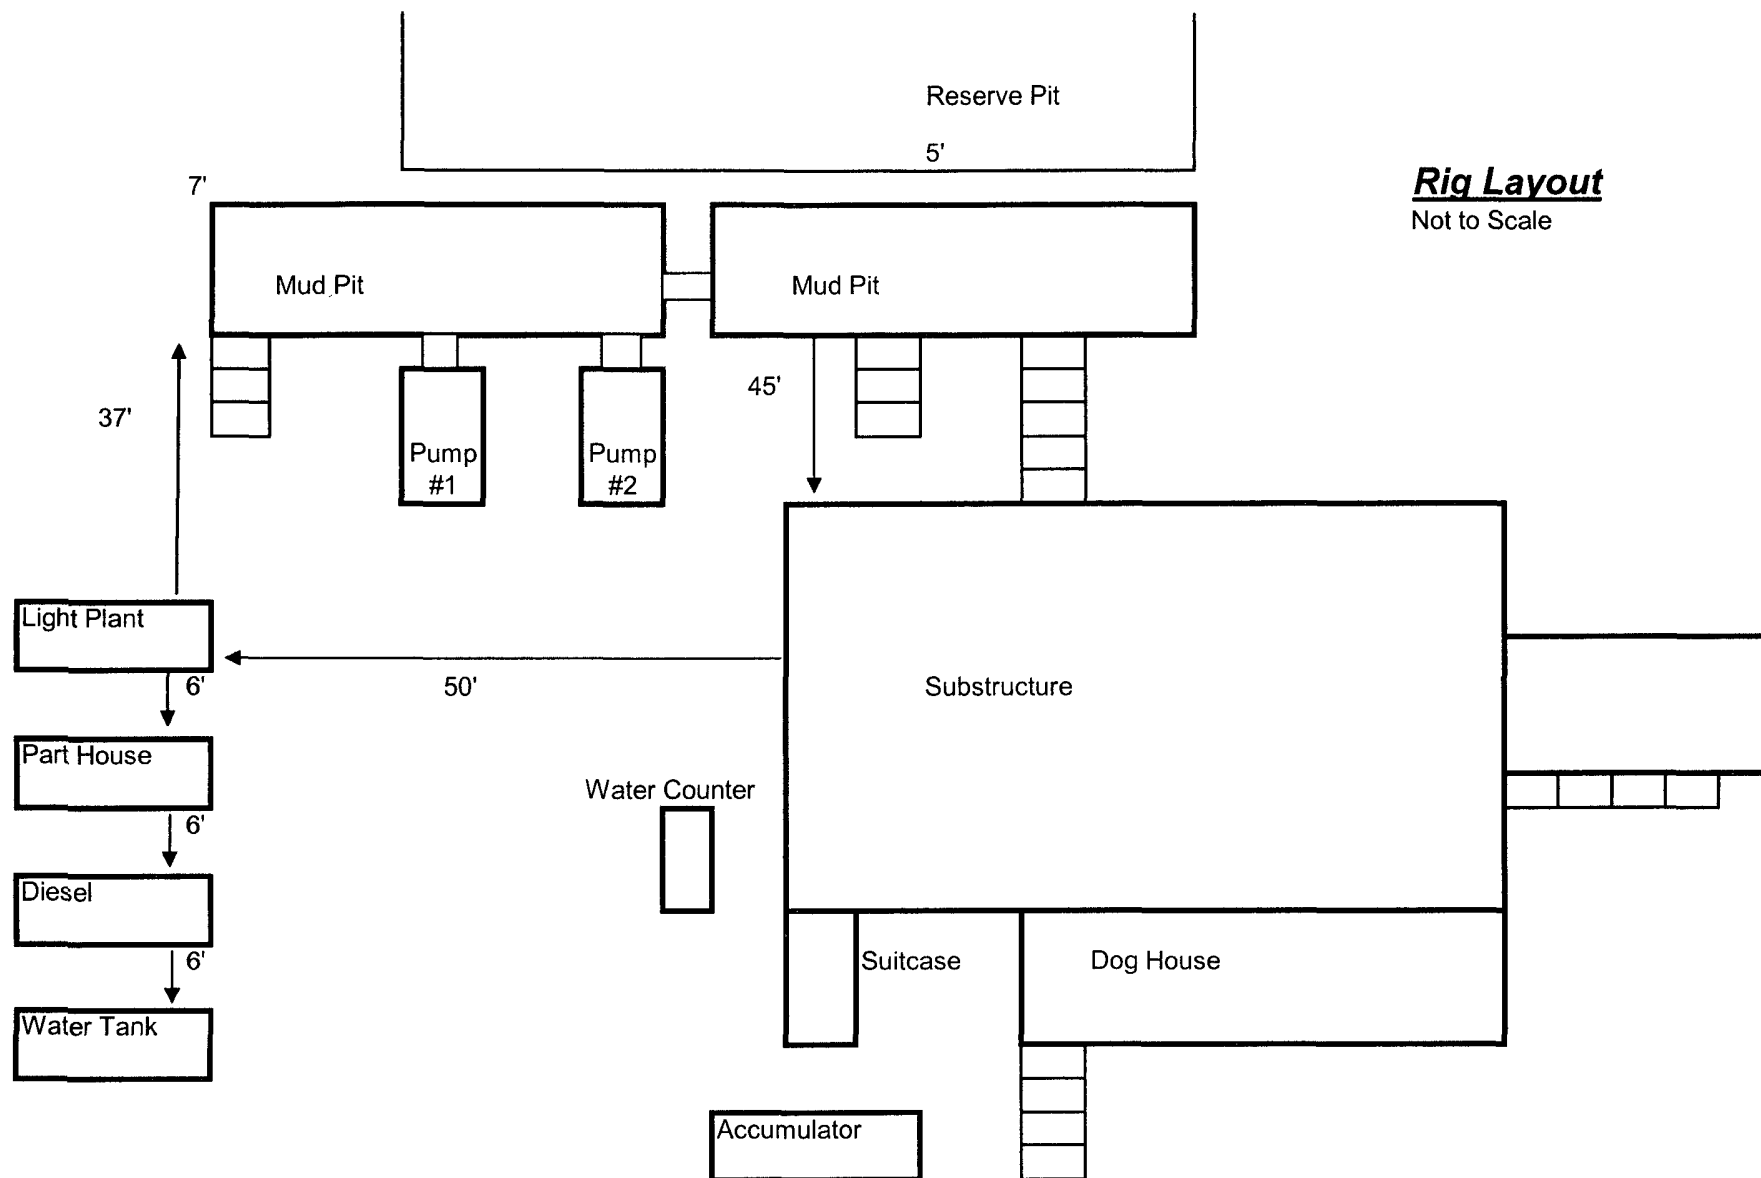 Reserve Pit
5'
Rig Layout
Not to Scale
7'
Mud Pit
Mud Pit
37'
45'
Pump
#1
Pump
#2
Light Plant
6'
50'
Substructure
Part House
6'
Water Counter
Diesel
6'
Suitcase
Dog House
Water Tank
Accumulator